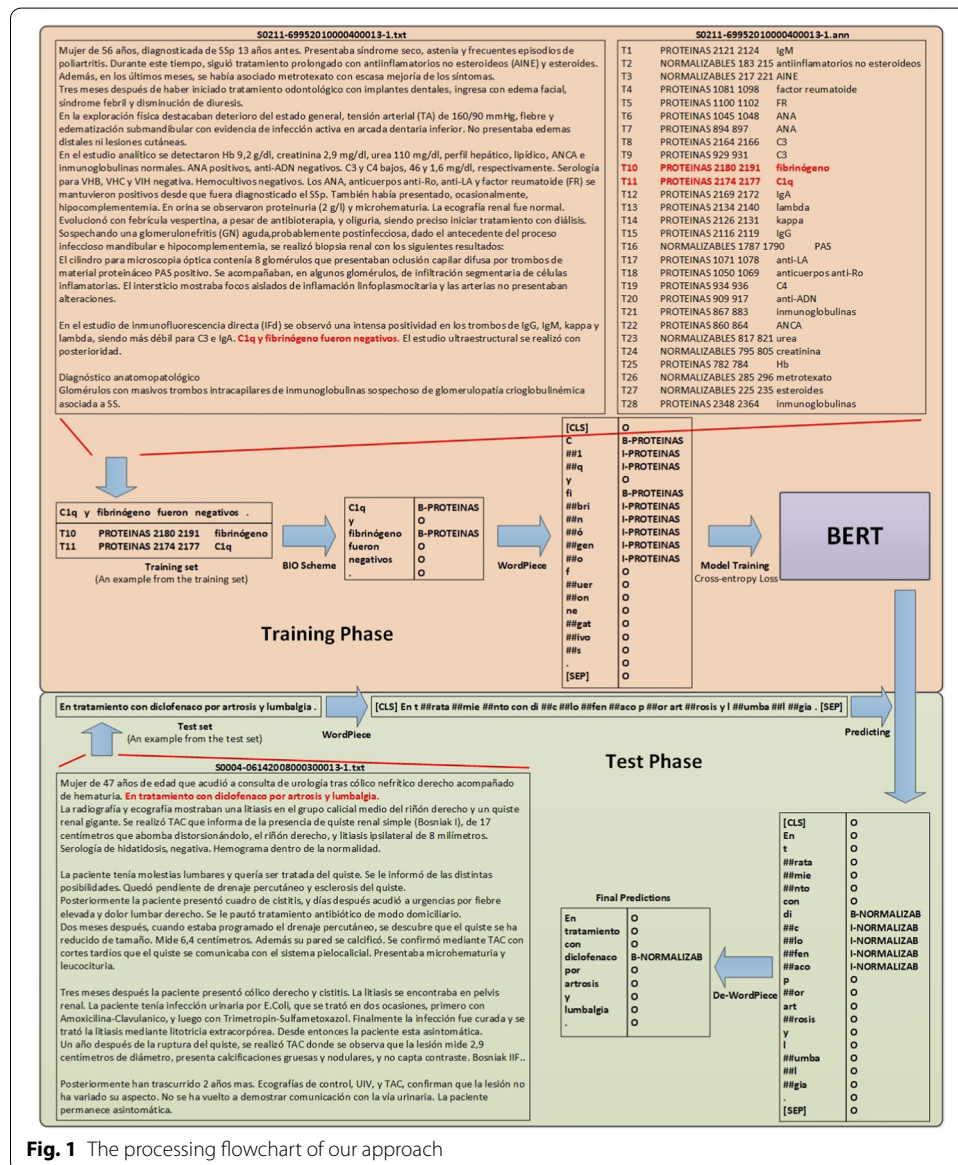 S0211-69952010000400013-1.txt
Mujer de 56 años, diagnosticada de SSp 13 años antes. Presentaba síndrome seco, astenia y frecuentes episodios de
poliartritis. Durante este tiempo, siguió tratamiento prolongado con antiinflamatorios no esteroideos (AINE) y esteroides.
Además, en los últimos meses, se había asociado metrotexato con escasa mejoría de los síntomas.
Tres meses después de haber iniciado tratamiento odontológico con implantes dentales, ingresa con edema facial,
síndrome febril y disminución de diuresis.
En la exploración física destacaban deterioro del estado general, tensión arterial (TA) de 160/90 mmHg, fiebre y
edematización submandibular con evidencia de infección activa en arcada dentaria inferior. No presentaba edemas
distales ni lesiones cutáneas.
En el estudio analítico se detectaron Hb 9,2 g/dl, creatinina 2,9 mg/dl, urea 110 mg/dl, perfil hepático, lipídico, ANCA e
inmunoglobulinas normales. ANA positivos, anti-ADN negativos. C3 y C4 bajos, 46 y 1,6 mg/dl, respectivamente. Serología
para VHB, VHC y VIH negativa. Hemocultivos negativos. Los ANA, anticuerpos anti-Ro, anti-LA y factor reumatoide (FR) se
mantuvieron positivos desde que fuera diagnosticado el SSp. También había presentado, ocasionalmente,
hipocomplementemia. En orina se observaron proteinuria (2 g/l) y microhematuria. La ecografía renal fue normal.
Evolucionó con febrícula vespertina, a pesar de antibioterapia, y oliguria, siendo preciso iniciar tratamiento con diálisis.
Sospechando una glomerulonefritis (GN) aguda,probablemente postinfecciosa, dado el antecedente del proceso
infeccioso mandibular e hipocomplementemia, se realizó biopsia renal con los siguientes resultados:
El cilindro para microscopia óptica contenía 8 glomérulos que presentaban oclusión capilar difusa por trombos de
material proteináceo PAS positivo. Se acompañaban, en algunos glomérulos, de infiltración segmentaria de células
inflamatorias. El intersticio mostraba focos aislados de inflamación linfoplasmocitaria y las arterias no presentaban
alteraciones.
En el estudio de inmunofluorescencia directa (IFd) se observó una intensa positividad en los trombos de IgG, IgM, kappa y
lambda, siendo más débil para C3 e IgA. C1q y fibrinógeno fueron negativos. El estudio ultraestructural se realizó con
posterioridad.
Diagnóstico anatomopatológico
Glomérulos con masivos trombos intracapilares de inmunoglobulinas sospechoso de glomerulopatía crioglobulinémica
asociada a SS.
S0211-69952010000400013-1.ann
T1 PROTEINAS 2121 2124 IgM
T2 NORMALIZABLES 183 215 antiinflamatorios no esteroideos
T3 NORMALIZABLES 217 221 AINE
T4 PROTEINAS 1081 1098 factor reumatoide
T5 PROTEINAS 1100 1102 FR
T6 PROTEINAS 1045 1048 ANA
T7 PROTEINAS 894 897 ANA
T8 PROTEINAS 2164 2166 C3
T9 PROTEINAS 929 931 C3
T10 PROTEINAS 2180 2191 fibrinógeno
T11 PROTEINAS 2174 2177 C1q
T12 PROTEINAS 2169 2172 IgA
T13 PROTEINAS 2134 2140 lambda
T14 PROTEINAS 2126 2131 kappa
T15 PROTEINAS 2116 2119 IgG
T16 NORMALIZABLES 1787 1790 PAS
T17 PROTEINAS 1071 1078 anti-LA
T18 PROTEINAS 1050 1069 anticuerpos anti-Ro
T19 PROTEINAS 934 936 C4
T20 PROTEINAS 909 917 anti-ADN
T21 PROTEINAS 867 883 inmunoglobulinas
T22 PROTEINAS 860 864 ANCA
T23 NORMALIZABLES 817 821 urea
T24 NORMALIZABLES 795 805 creatinina
T25 PROTEINAS 782 784 Hb
T26 NORMALIZABLES 285 296 metrotexato
T27 NORMALIZABLES 225 235 esteroides
T28 PROTEINAS 2348 2364 inmunoglobulinas
C1q y fibrinógeno fueron negativos .
T10 PROTEINAS 2180 2191 fibrinógeno
T11 PROTEINAS 2174 2177 C1q
Training set
(An example from the training set)
BIO Scheme
C1q B-PROTEINAS
y O
fibrinógeno B-PROTEINAS
fueron O
negativos O
. O
WordPiece
[CLS] O
C B-PROTEINAS
##1 I-PROTEINAS
##q I-PROTEINAS
y O
fi B-PROTEINAS
##bri I-PROTEINAS
##n I-PROTEINAS
##ó I-PROTEINAS
##gen I-PROTEINAS
##o I-PROTEINAS
f O
##uer O
##on O
ne O
##gat O
##ivo O
##s O
. O
[SEP] O
Model Training
Cross-entropy Loss
BERT
Training Phase
En tratamiento con diclofenaco por artrosis y lumbalgia .
Test set
(An example from the test set)
WordPiece
[CLS] En t ##rata ##mie ##nto con di ##c ##lo ##fen ##aco p ##or art ##rosis y l ##umba ##l ##gia . [SEP]
Predicting
Test Phase
S0004-06142008000300013-1.txt
Mujer de 47 años de edad que acudió a consulta de urología tras cólico nefrítico derecho acompañado
de hematuria. En tratamiento con diclofenaco por artrosis y lumbalgia.
La radiografía y ecografía mostraban una litiasis en el grupo calicial medio del riñón derecho y un quiste
renal gigante. Se realizó TAC que informa de la presencia de quiste renal simple (Bosniak I), de 17
centímetros que abomba distorsionándolo, el riñón derecho, y litiasis ipsilateral de 8 milímetros.
Serología de hidatidosis, negativa. Hemograma dentro de la normalidad.
La paciente tenía molestias lumbares y quería ser tratada del quiste. Se le informó de las distintas
posibilidades. Quedó pendiente de drenaje percutáneo y esclerosis del quiste.
Posteriormente la paciente presentó cuadro de cistitis, y días después acudió a urgencias por fiebre
elevada y dolor lumbar derecho. Se le pautó tratamiento antibiótico de modo domiciliario.
Dos meses después, cuando estaba programado el drenaje percutáneo, se descubre que el quiste se ha
reducido de tamaño. Mide 6,4 centímetros. Además su pared se calcificó. Se confirmó mediante TAC con
cortes tardíos que el quiste se comunicaba con el sistema pielocalicial. Presentaba microhematuria y
leucocituria.
Tres meses después la paciente presentó cólico derecho y cistitis. La litiasis se encontraba en pelvis
renal. La paciente tenía infección urinaria por E.Coli, que se trató en dos ocasiones, primero con
Amoxicilina-Clavulanico, y luego con Trimetropin-Sulfametoxazol. Finalmente la infección fue curada y se
trató la litiasis mediante litotricia extracorpórea. Desde entonces la paciente esta asintomática.
Un año después de la ruptura del quiste, se realizó TAC donde se observa que la lesión mide 2,9
centímetros de diámetro, presenta calcificaciones gruesas y nodulares, y no capta contraste. Bosniak IIF..
Posteriormente han trascurrido 2 años mas. Ecografías de control, UIV, y TAC, confirman que la lesión no
ha variado su aspecto. No se ha vuelto a demostrar comunicación con la vía urinaria. La paciente
permanece asintomática.
[CLS] O
En O
t O
##rata O
##mie O
##nto O
con O
di B-NORMALIZAB
##c I-NORMALIZAB
##lo I-NORMALIZAB
##fen I-NORMALIZAB
##aco I-NORMALIZAB
p O
##or O
art O
##rosis O
y O
l O
##umba O
##l O
##gia O
. O
[SEP] O
De-WordPiece
Final Predictions
En O
tratamiento O
con O
diclofenaco B-NORMALIZAB
por O
artrosis O
y O
lumbalgia O
. O
Fig. 1 The processing flowchart of our approach